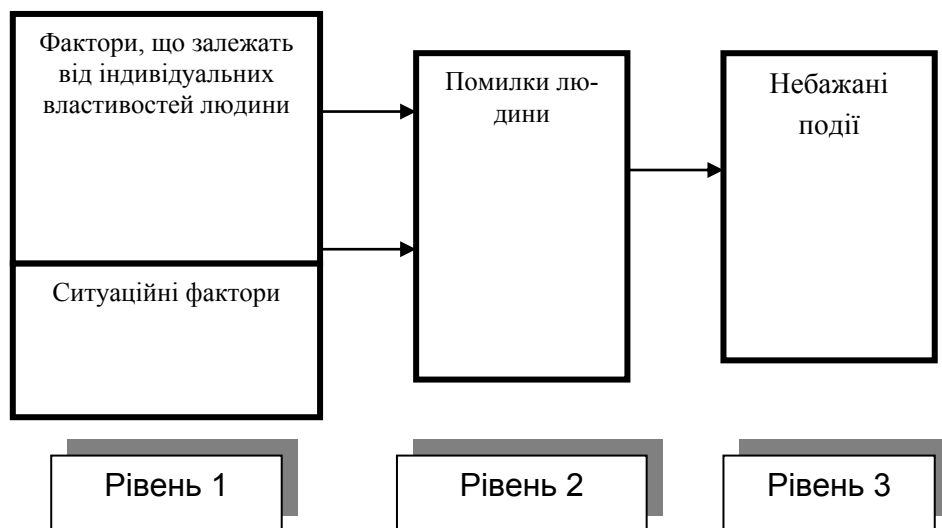 Фактори, що залежать
від індивідуальних
властивостей людини
Ситуаційні фактори
Помилки лю-
дини
Небажані
події
Рівень 1
Рівень 2
Рівень 3